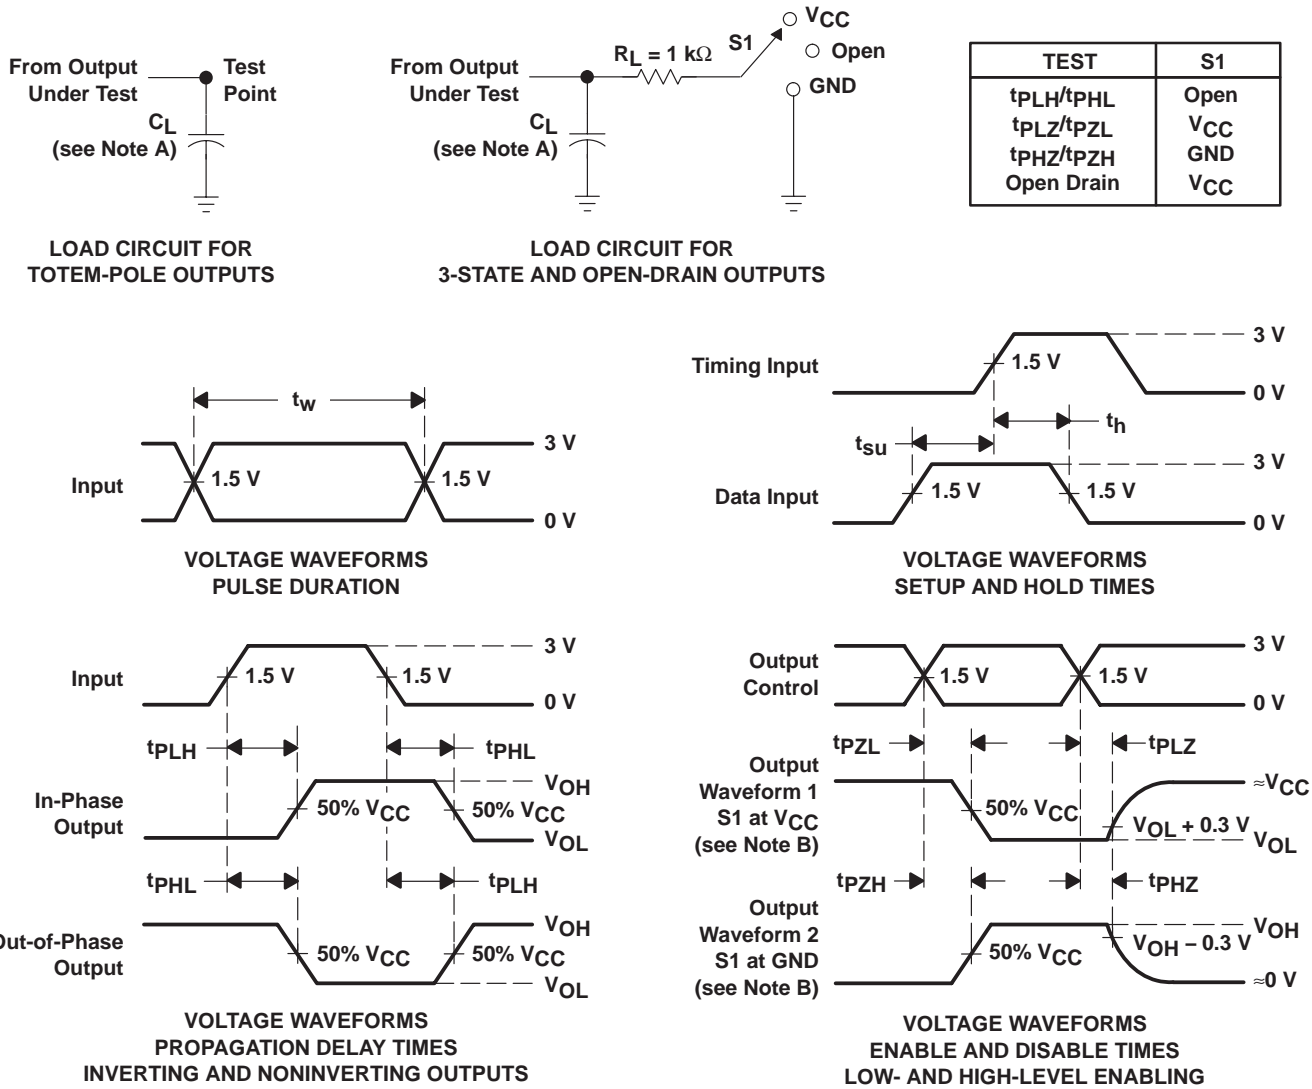 From Output
Under Test
Test
Point
CL
(see Note A)
LOAD CIRCUIT FOR
TOTEM-POLE OUTPUTS
From Output
Under Test
RL = 1 kΩ
S1
VCC
Open
GND
CL
(see Note A)
LOAD CIRCUIT FOR
3-STATE AND OPEN-DRAIN OUTPUTS
TEST S1
tPLH/tPHL Open
tPLZ/tPZL VCC
tPHZ/tPZH GND
Open Drain VCC
tw
3 V
Input
1.5 V
1.5 V
0 V
VOLTAGE WAVEFORMS
PULSE DURATION
3 V
Timing Input
1.5 V
0 V
th
tsu
3 V
Data Input
1.5 V
1.5 V
0 V
VOLTAGE WAVEFORMS
SETUP AND HOLD TIMES
3 V
Input
1.5 V
1.5 V
0 V
tPLH
tPHL
VOH
In-Phase
Output
50% VCC
50% VCC
VOL
tPHL
tPLH
VOH
Out-of-Phase
Output
50% VCC
50% VCC
VOL
VOLTAGE WAVEFORMS
PROPAGATION DELAY TIMES
INVERTING AND NONINVERTING OUTPUTS
3 V
Output
Control
1.5 V
1.5 V
0 V
tPZL
tPLZ
Output
Waveform 1
S1 at VCC
(see Note B)
≈VCC
50% VCC
VOL + 0.3 V
VOL
tPZH
tPHZ
Output
Waveform 2
S1 at GND
(see Note B)
VOH
50% VCC
VOH − 0.3 V
≈0 V
VOLTAGE WAVEFORMS
ENABLE AND DISABLE TIMES
LOW- AND HIGH-LEVEL ENABLING